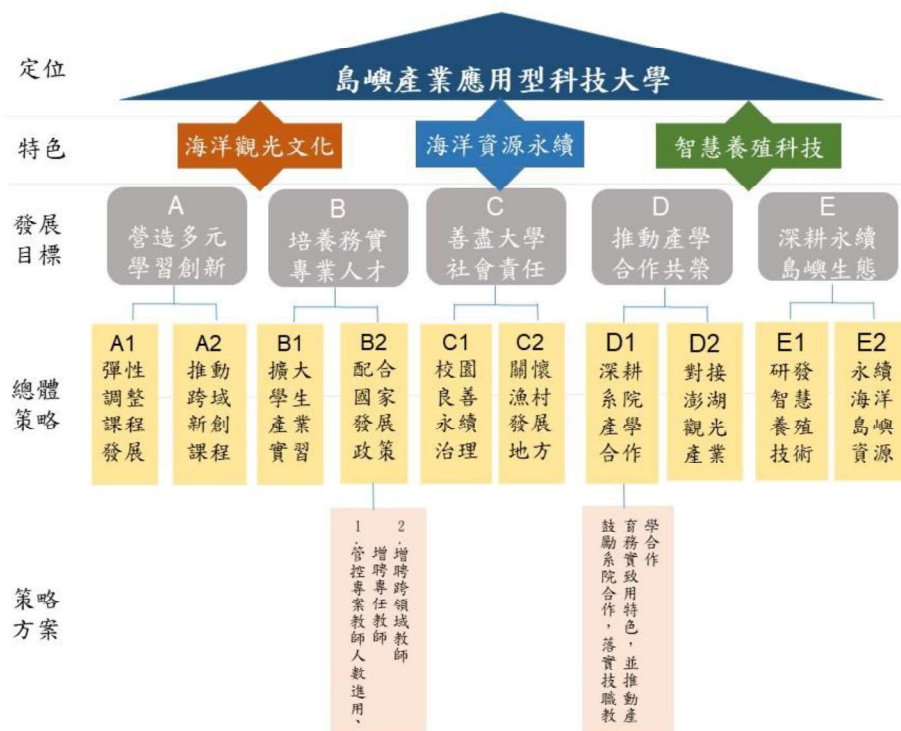 定位
島嶼產業應用型科技大學
特色
海洋觀光文化
海洋資源永續
智慧養殖科技
發展
目標
A
營造多元
學習創新
B
培養務實
專業人才
C
善盡大學
社會責任
D
推動產學
合作共榮
E
深耕永續
島嶼生態
總體
策略
A1
彈性
調整
課程
發展
A2
推動
跨域
新創
課程
B1
擴大
學生
產業
實習
B2
配合
國家
發展
政策
C1
校園
良善
永續
治理
C2
關懷
漁村
發展
地方
D1
深耕
系院
產學
合作
D2
對接
澎湖
觀光
產業
E1
研發
智慧
養殖
技術
E2
永續
海洋
島嶼
資源
策略
方案
1.管控專案教師人數進用、
增聘專任教師
2.增聘跨領域教師
鼓勵系院合作，落實技職教
育務實致用特色，並推動產
學合作